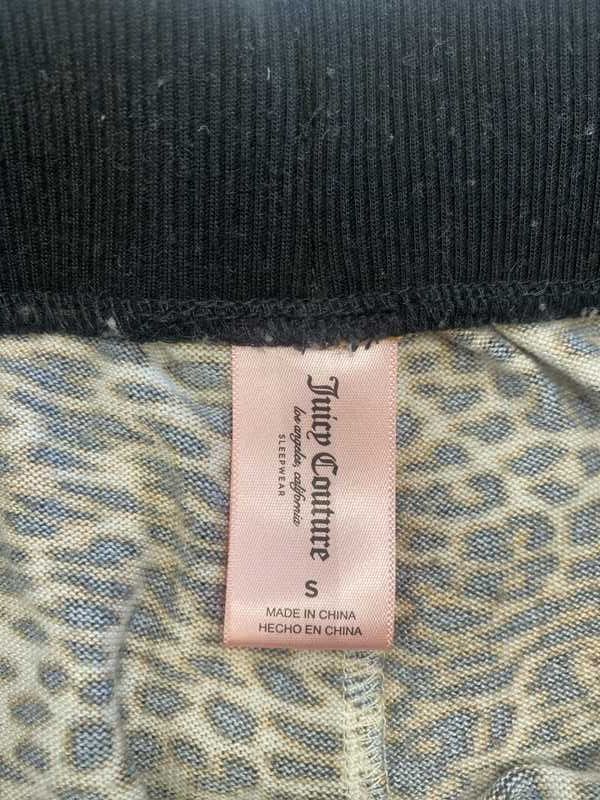 Juicy Couture
los angeles, california
SLEEPWEAR
S
MADE IN CHINA
HECHO EN CHINA